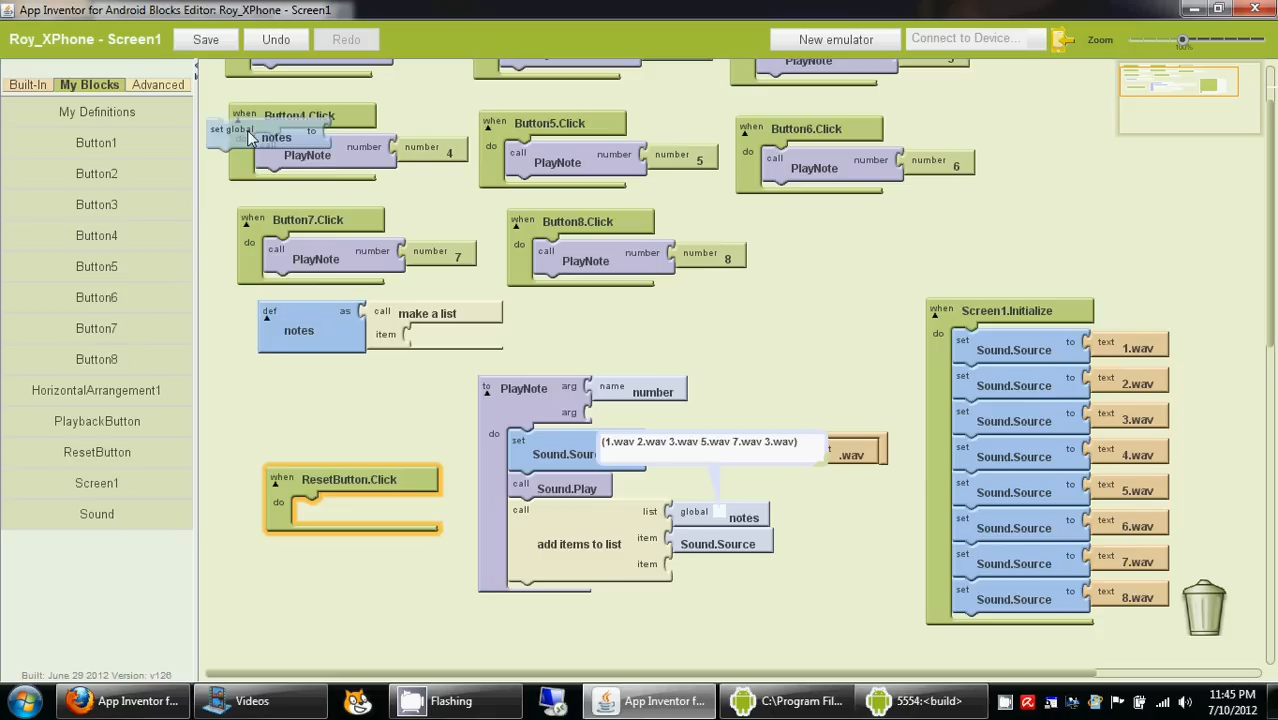 App Inventor for Android Blocks Editor: Roy_XPhone - Screen1
Roy_XPhone - Screen1
Save
Undo
Redo
New emulator
Connect to Device...
Zoom
100%
Built-In
My Blocks
Advanced
My Definitions
Button1
Button2
Button3
Button4
Button5
Button6
Button7
Button8
HorizontalArrangement1
PlaybackButton
ResetButton
Screen1
Sound
Built: June 29 2012 Version: v126
PlayNote
when Button4.Click
set global notes to
PlayNote number number 4
when Button5.Click
do call PlayNote number number 5
when Button6.Click
do call PlayNote number number 6
when Button7.Click
do call PlayNote number number 7
when Button8.Click
do call PlayNote number number 8
def notes as call make a list
item
to PlayNote arg name number
arg
do set Sound.Sour
(1.wav 2.wav 3.wav 5.wav 7.wav 3.wav)
.wav
call Sound.Play
call add items to list list global notes
item Sound.Source
item
when ResetButton.Click
do
when Screen1.Initialize
do set Sound.Source to text 1.wav
set Sound.Source to text 2.wav
set Sound.Source to text 3.wav
set Sound.Source to text 4.wav
set Sound.Source to text 5.wav
set Sound.Source to text 6.wav
set Sound.Source to text 7.wav
set Sound.Source to text 8.wav
App Inventor f...
Videos
Flashing
App Inventor f...
C:\Program Fil...
5554:<build>
11:45 PM
7/10/2012